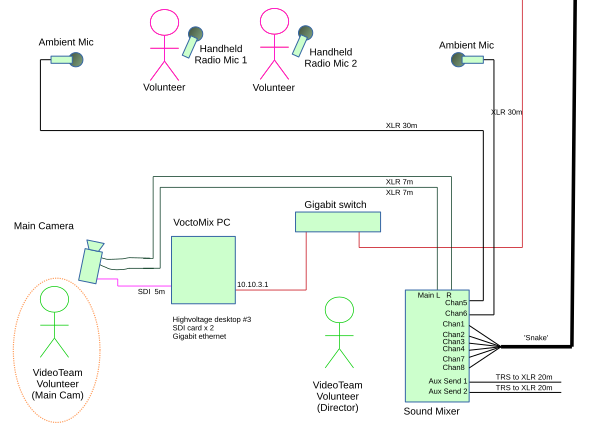 Ambient Mic
Handheld
Radio Mic 1
Handheld
Radio Mic 2
Ambient Mic
Volunteer
Volunteer
XLR 30m
XLR 30m
XLR 7m
XLR 7m
Gigabit switch
Main Camera
VoctoMix PC
SDI 5m
10.10.3.1
Highvoltage desktop #3
SDI card x 2
Gigabit ethernet
VideoTeam
Volunteer
(Main Cam)
VideoTeam
Volunteer
(Director)
Main L R
Chan5
Chan6
Chan1
Chan2
Chan3
Chan4
Chan7
Chan8
Aux Send 1
Aux Send 2
'Snake'
TRS to XLR 20m
TRS to XLR 20m
Sound Mixer